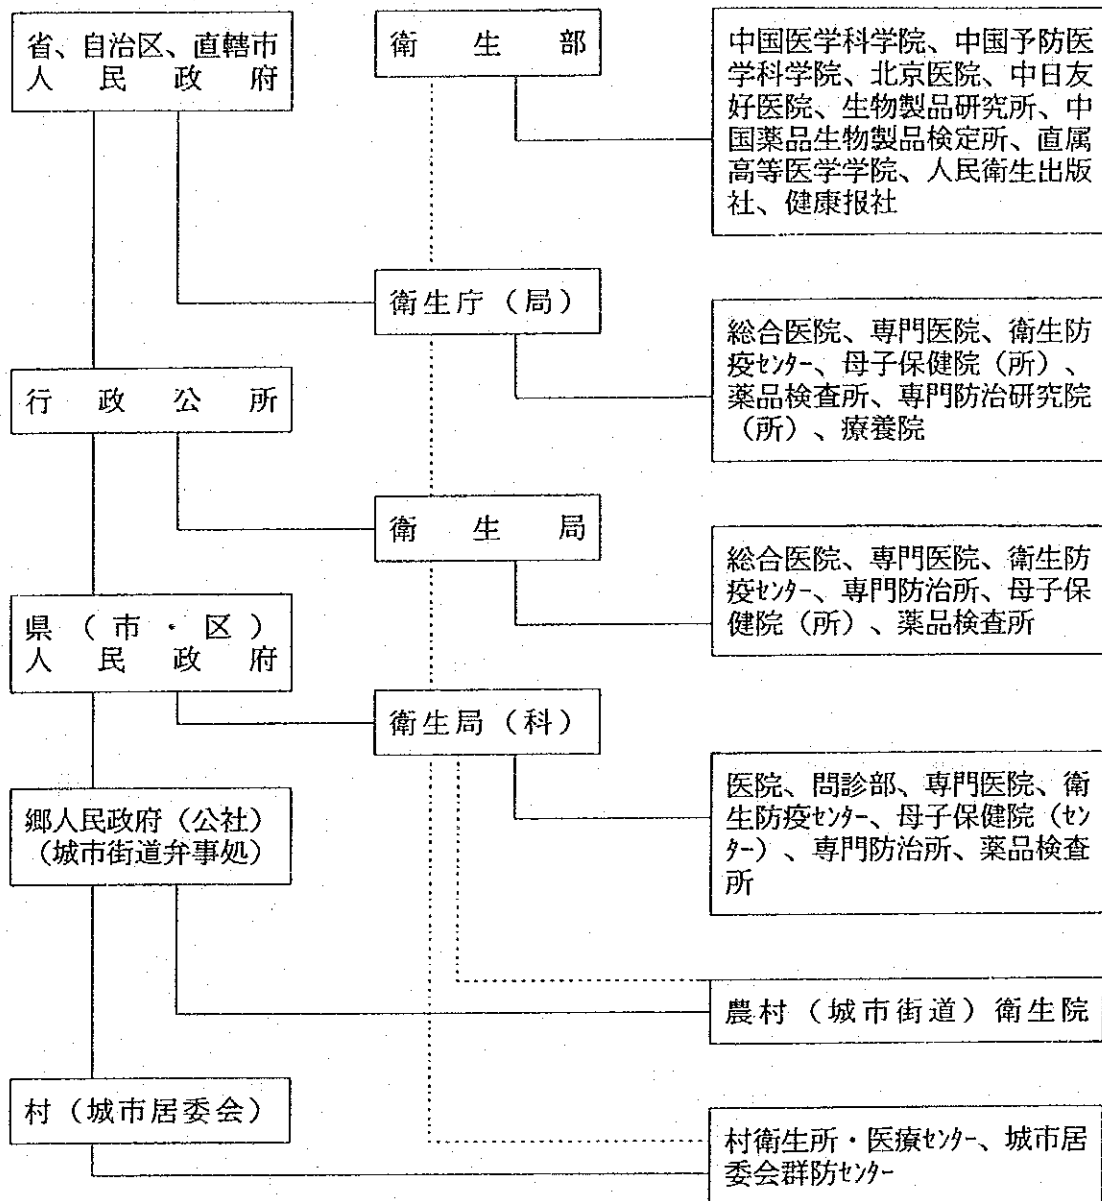 省、自治区、直轄市
人民政府
衛生部
中国医学科学院、中国予防医
学科学院、北京医院、中日友
好医院、生物製品研究所、中
国薬品生物製品検定所、直属
高等医学学院、人民衛生出版
社、健康报社
衛生庁（局）
総合医院、専門医院、衛生防
疫ｾﾝﾀｰ、母子保健院（所）、
薬品検査所、専門防治研究院
（所）、療養院
行政公所
衛生局
総合医院、専門医院、衛生防
疫ｾﾝﾀｰ、専門防治所、母子保
健院（所）、薬品検査所
県（市・区）
人民政府
衛生局（科）
医院、問診部、専門医院、衛
生防疫ｾﾝﾀｰ、母子保健院（ｾﾝ
ﾀｰ）、専門防治所、薬品検査
所
郷人民政府（公社）
（城市街道弁事処）
農村（城市街道）衛生院
村（城市居委会）
村衛生所・医療ｾﾝﾀｰ、城市居
委会群防ｾﾝﾀｰ